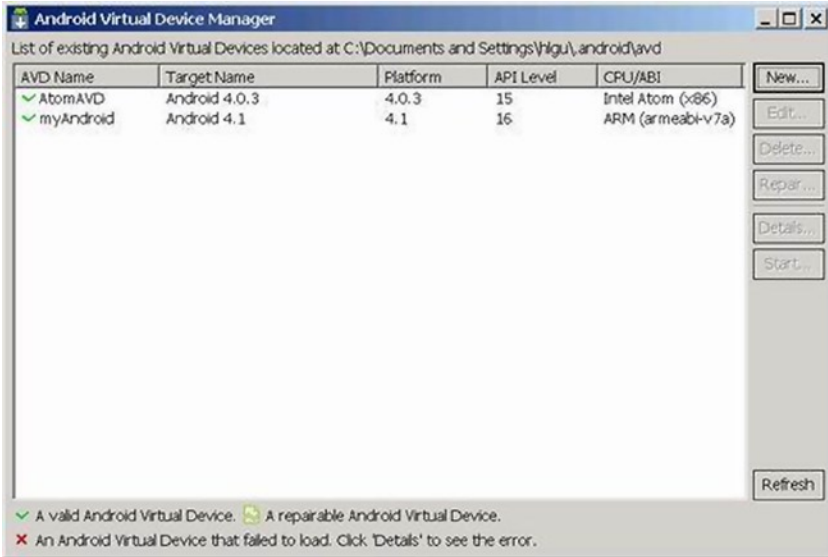 Android Virtual Device Manager
List of existing Android Virtual Devices located at C:\Documents and Settings\hlgu\.android\avd
AVD Name Target Name Platform API Level CPU/ABI
AtomAVD Android 4.0.3 4.0.3 15 Intel Atom (x86)
myAndroid Android 4.1 4.1 16 ARM (armeabi-v7a)
New...
Edit...
Delete...
Repair...
Details...
Start...
Refresh
A valid Android Virtual Device. A repairable Android Virtual Device.
An Android Virtual Device that failed to load. Click 'Details' to see the error.